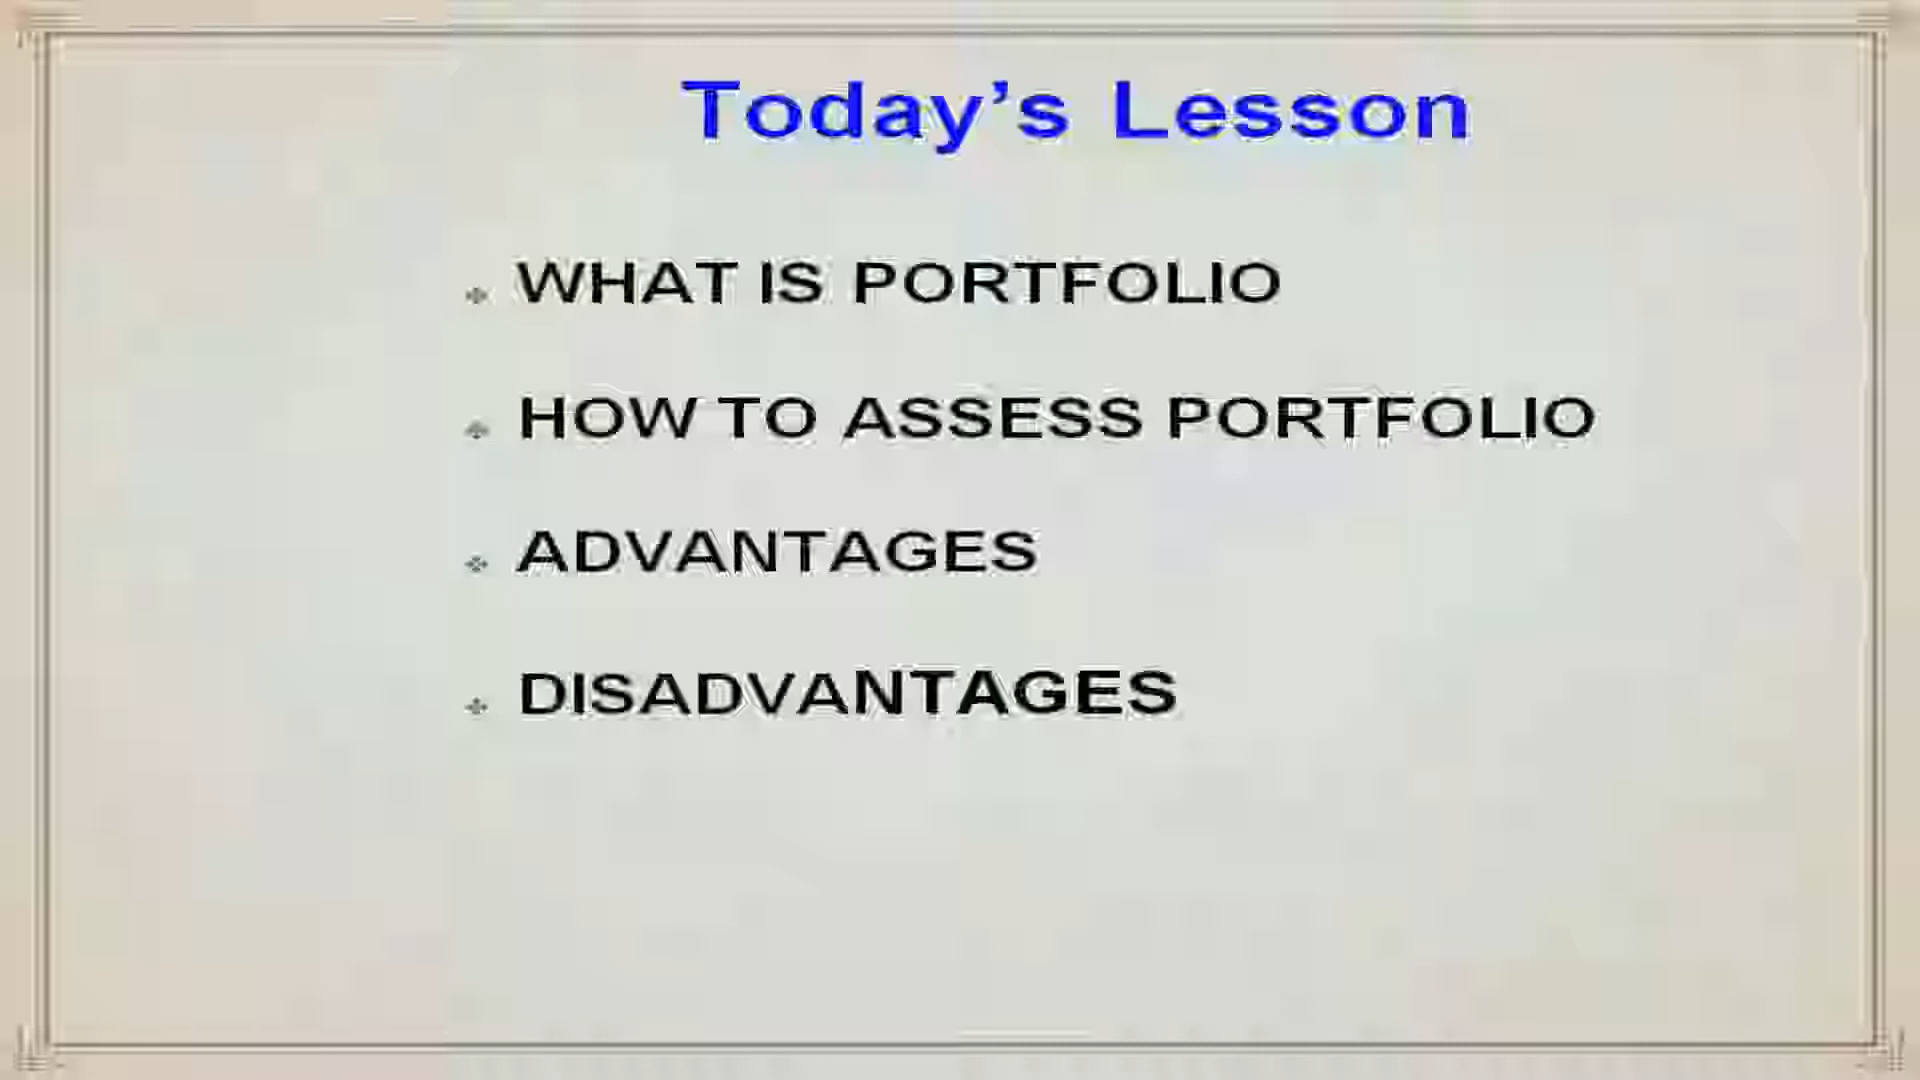 Today’s Lesson
WHAT IS PORTFOLIO
HOW TO ASSESS PORTFOLIO
ADVANTAGES
DISADVANTAGES